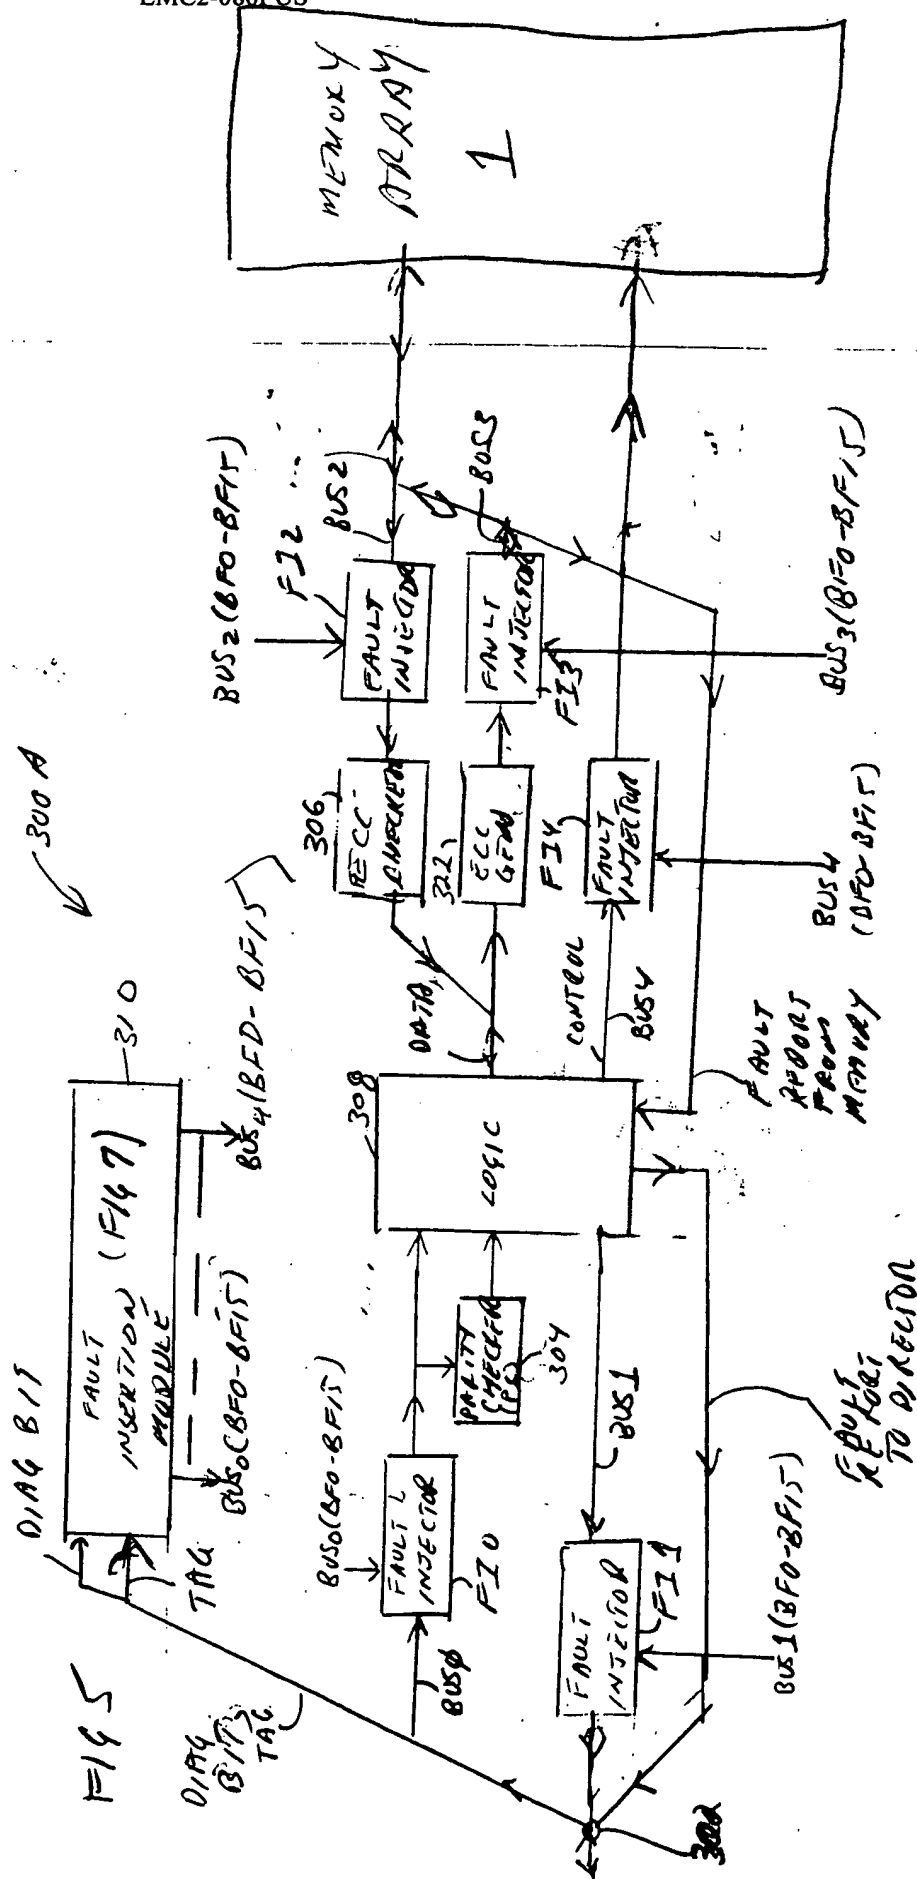 EMC2-080PUS
FIG 5
300 A
DIAG BIT
FAULT
INSERTION (FIG 7)
MODULE
310
TAG
DIAG
BIT
TAG
BUS0(BF0-BF15)
BUS4(BF0-BF15)
BUS0(BF0-BF15)
FAULT
INJECTOR
FI0
BUS0
PARITY
CHECKER
(PC)
304
LOGIC
308
DATA
CONTROL
BUS4
306
ECC
CHECKER
322
ECC
GEN
BUS2(BF0-BF15)
FI2
FAULT
INJECTOR
BUS2
FAULT
INJECTOR
FI3
BUS3
FI4
FAULT
INJECTOR
MEMORY
ARRAY
1
BUS1
FAULT
INJECTOR
FI1
BUS1(BF0-BF15)
FAULT
REPORT
TO DIRECTOR
FAULT
REPORT
FROM
MEMORY
BUS4
(BF0-BF15)
BUS3(BF0-BF15)
302